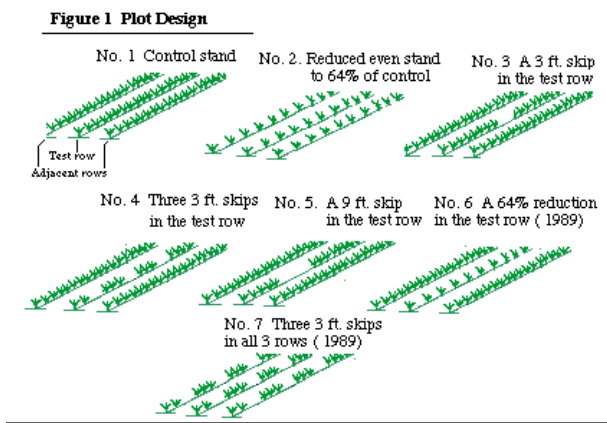 Figure 1 Plot Design
No. 1 Control stand
No. 2. Reduced even stand
to 64% of control
No. 3 A 3 ft. skip
in the test row
Test row
Adjacent rows
No. 4 Three 3 ft. skips
in the test row
No. 5. A 9 ft. skip
in the test row
No. 6 A 64% reduction
in the test row ( 1989)
No. 7 Three 3 ft. skips
in all 3 rows ( 1989)